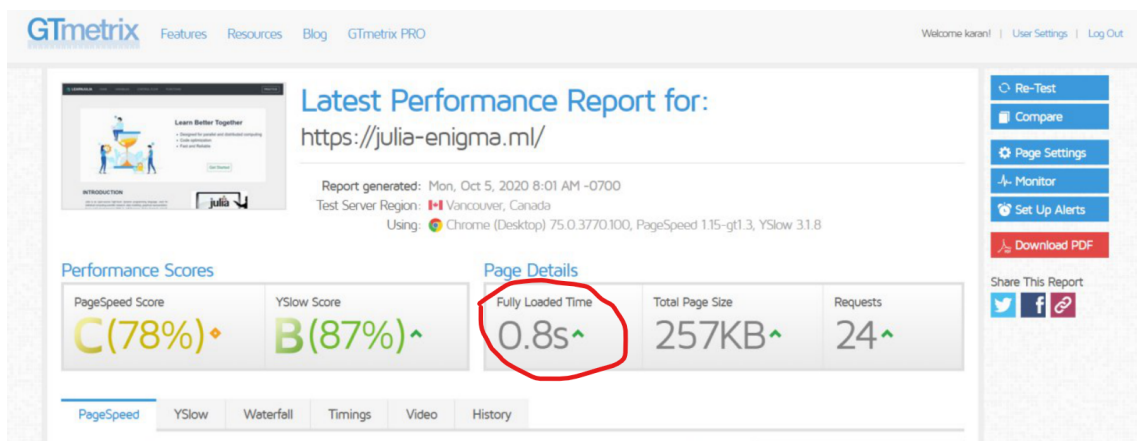 GTmetrix Features Resources Blog GTmetrix PRO Welcome karan! | User Settings | Log Out
Learn Better Together
Get Started
INTRODUCTION
julia
Latest Performance Report for:
https://julia-enigma.ml/
Report generated: Mon, Oct 5, 2020 8:01 AM -0700
Test Server Region: Vancouver, Canada
Using: Chrome (Desktop) 75.0.3770.100, PageSpeed 1.15-gt1.3, YSlow 3.1.8
Re-Test
Compare
Page Settings
Monitor
Set Up Alerts
Download PDF
Share This Report
Performance Scores
PageSpeed Score
C(78%)
YSlow Score
B(87%)
Page Details
Fully Loaded Time
0.8s
Total Page Size
257KB
Requests
24
PageSpeed YSlow Waterfall Timings Video History